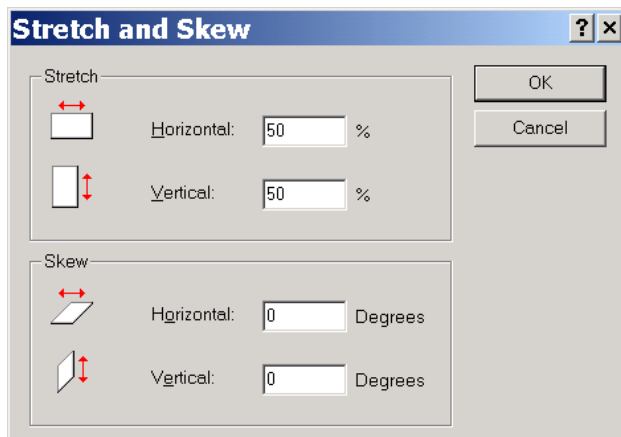 Stretch and Skew ? ×
Stretch
OK
Horizontal: 50 %
Cancel
Vertical: 50 %
Skew
Horizontal: 0 Degrees
Vertical: 0 Degrees